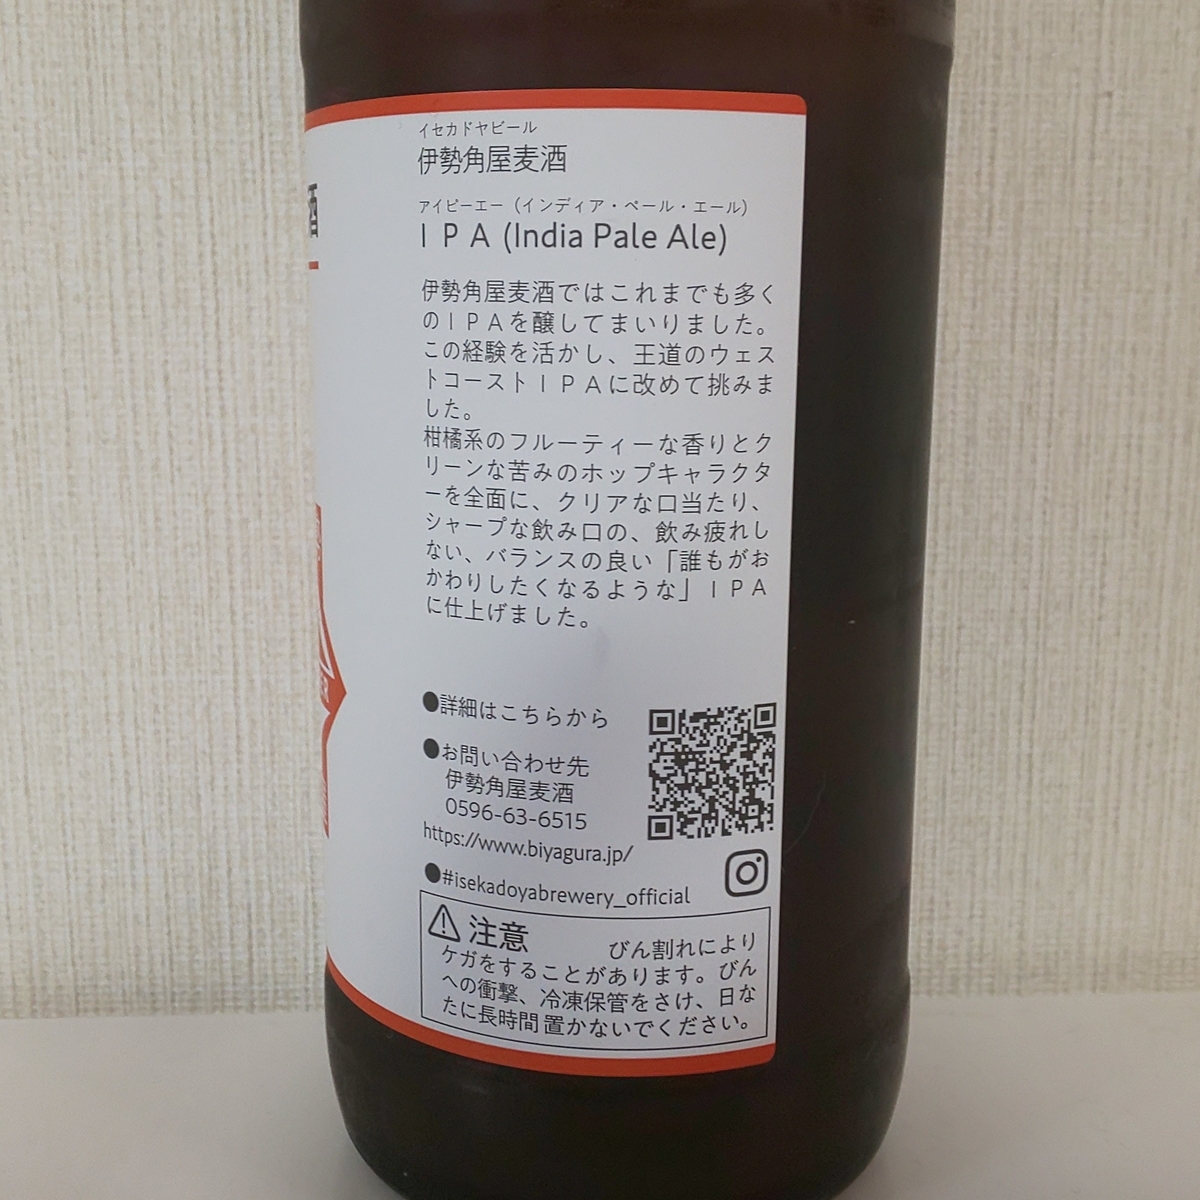 酒
イセカドヤビール
伊勢角屋麦酒
アイピーエー（インディア・ペール・エール）
ＩＰＡ (India Pale Ale)
伊勢角屋麦酒ではこれまでも多く
のＩＰＡを醸してまいりました。
この経験を活かし、王道のウェス
トコーストＩＰＡに改めて挑みま
した。
柑橘系のフルーティーな香りとク
リーンな苦みのホップキャラクタ
ーを全面に、クリアな口当たり、
シャープな飲み口の、飲み疲れし
ない、バランスの良い「誰もがお
かわりしたくなるような」ＩＰＡ
に仕上げました。
●詳細はこちらから
●お問い合わせ先
伊勢角屋麦酒
0596-63-6515
https://www.biyagura.jp/
●#isekadoyabrewery_official
⚠ 注意 びん割れにより
ケガをすることがあります。びん
への衝撃、冷凍保管をさけ、日な
たに長時間置かないでください。